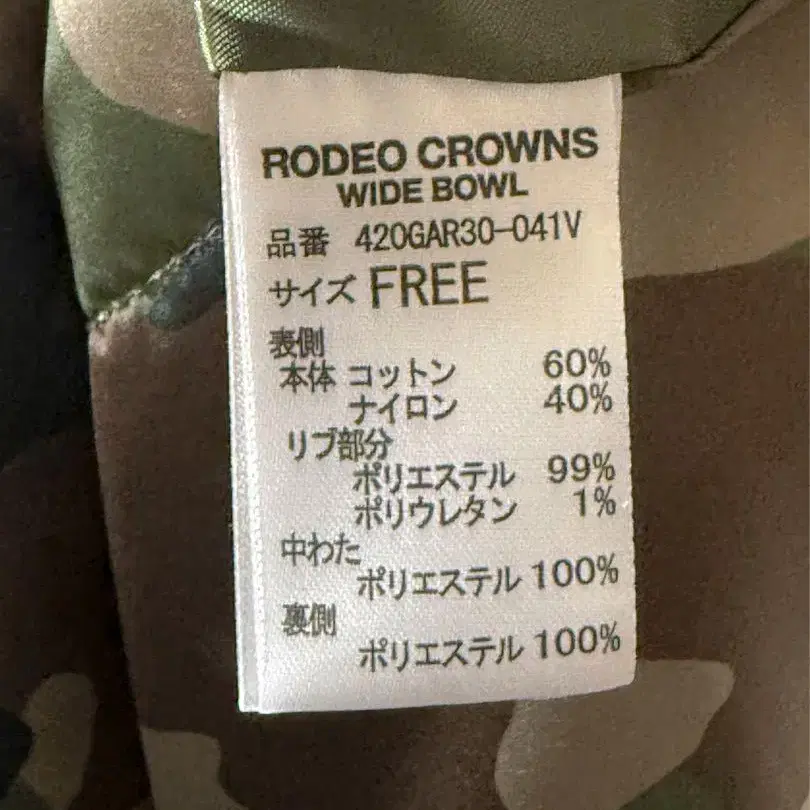 RODEO CROWNS
WIDE BOWL
品番 420GAR30-041V
サイズ FREE
表側
本体 コットン 60%
ナイロン 40%
リブ部分
ポリエステル 99%
ポリウレタン 1%
中わた
ポリエステル 100%
裏側
ポリエステル 100%